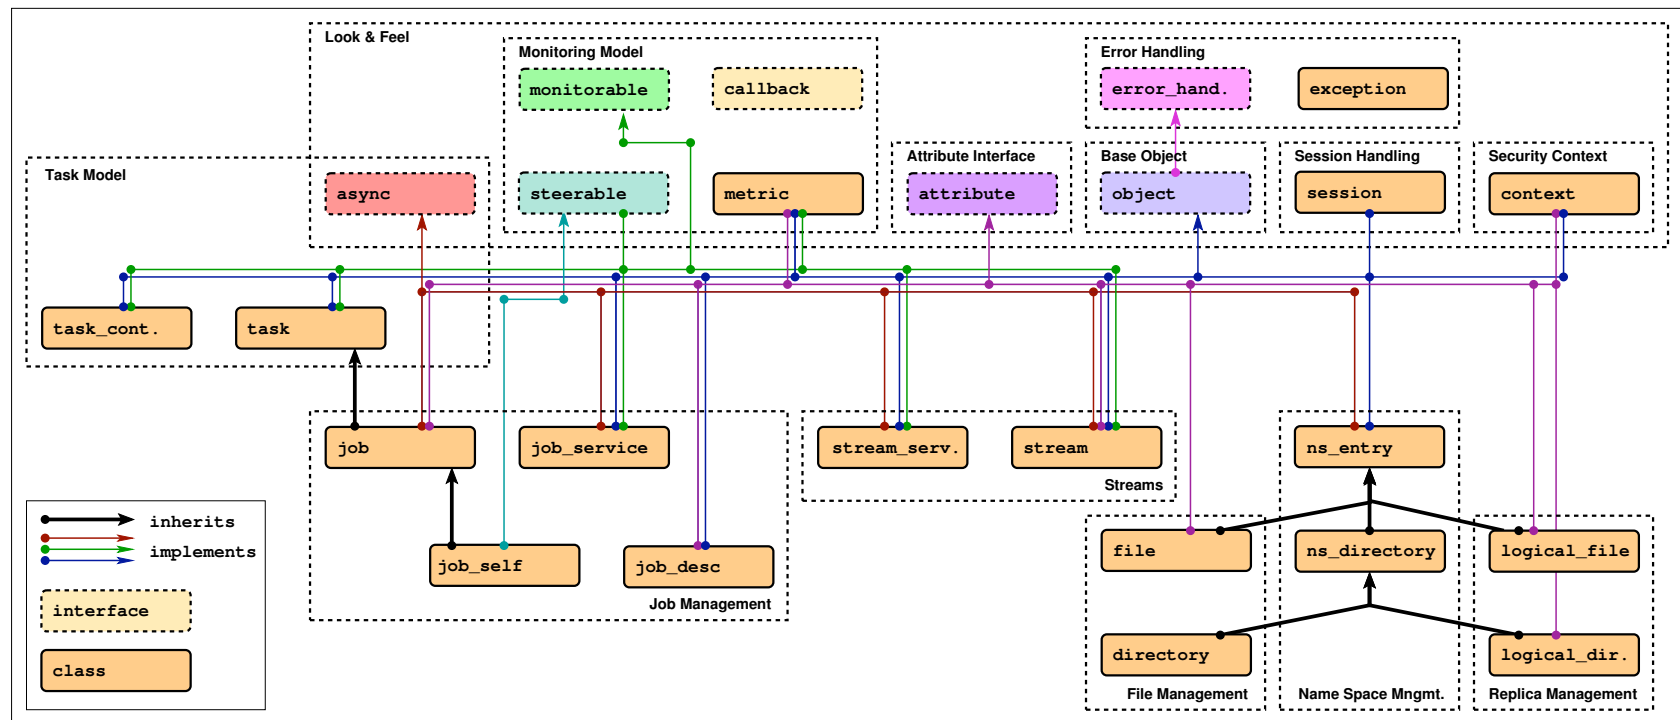 Look & Feel
Monitoring Model
Error Handling
monitorable
callback
error_hand.
exception
Task Model
Attribute Interface
Base Object
Session Handling
Security Context
async
steerable
metric
attribute
object
session
context
task_cont.
task
job
job_service
stream_serv.
stream
ns_entry
Streams
inherits
implements
file
ns_directory
logical_file
job_self
job_desc
interface
Job Management
class
directory
logical_dir.
File Management
Name Space Mngmt.
Replica Management